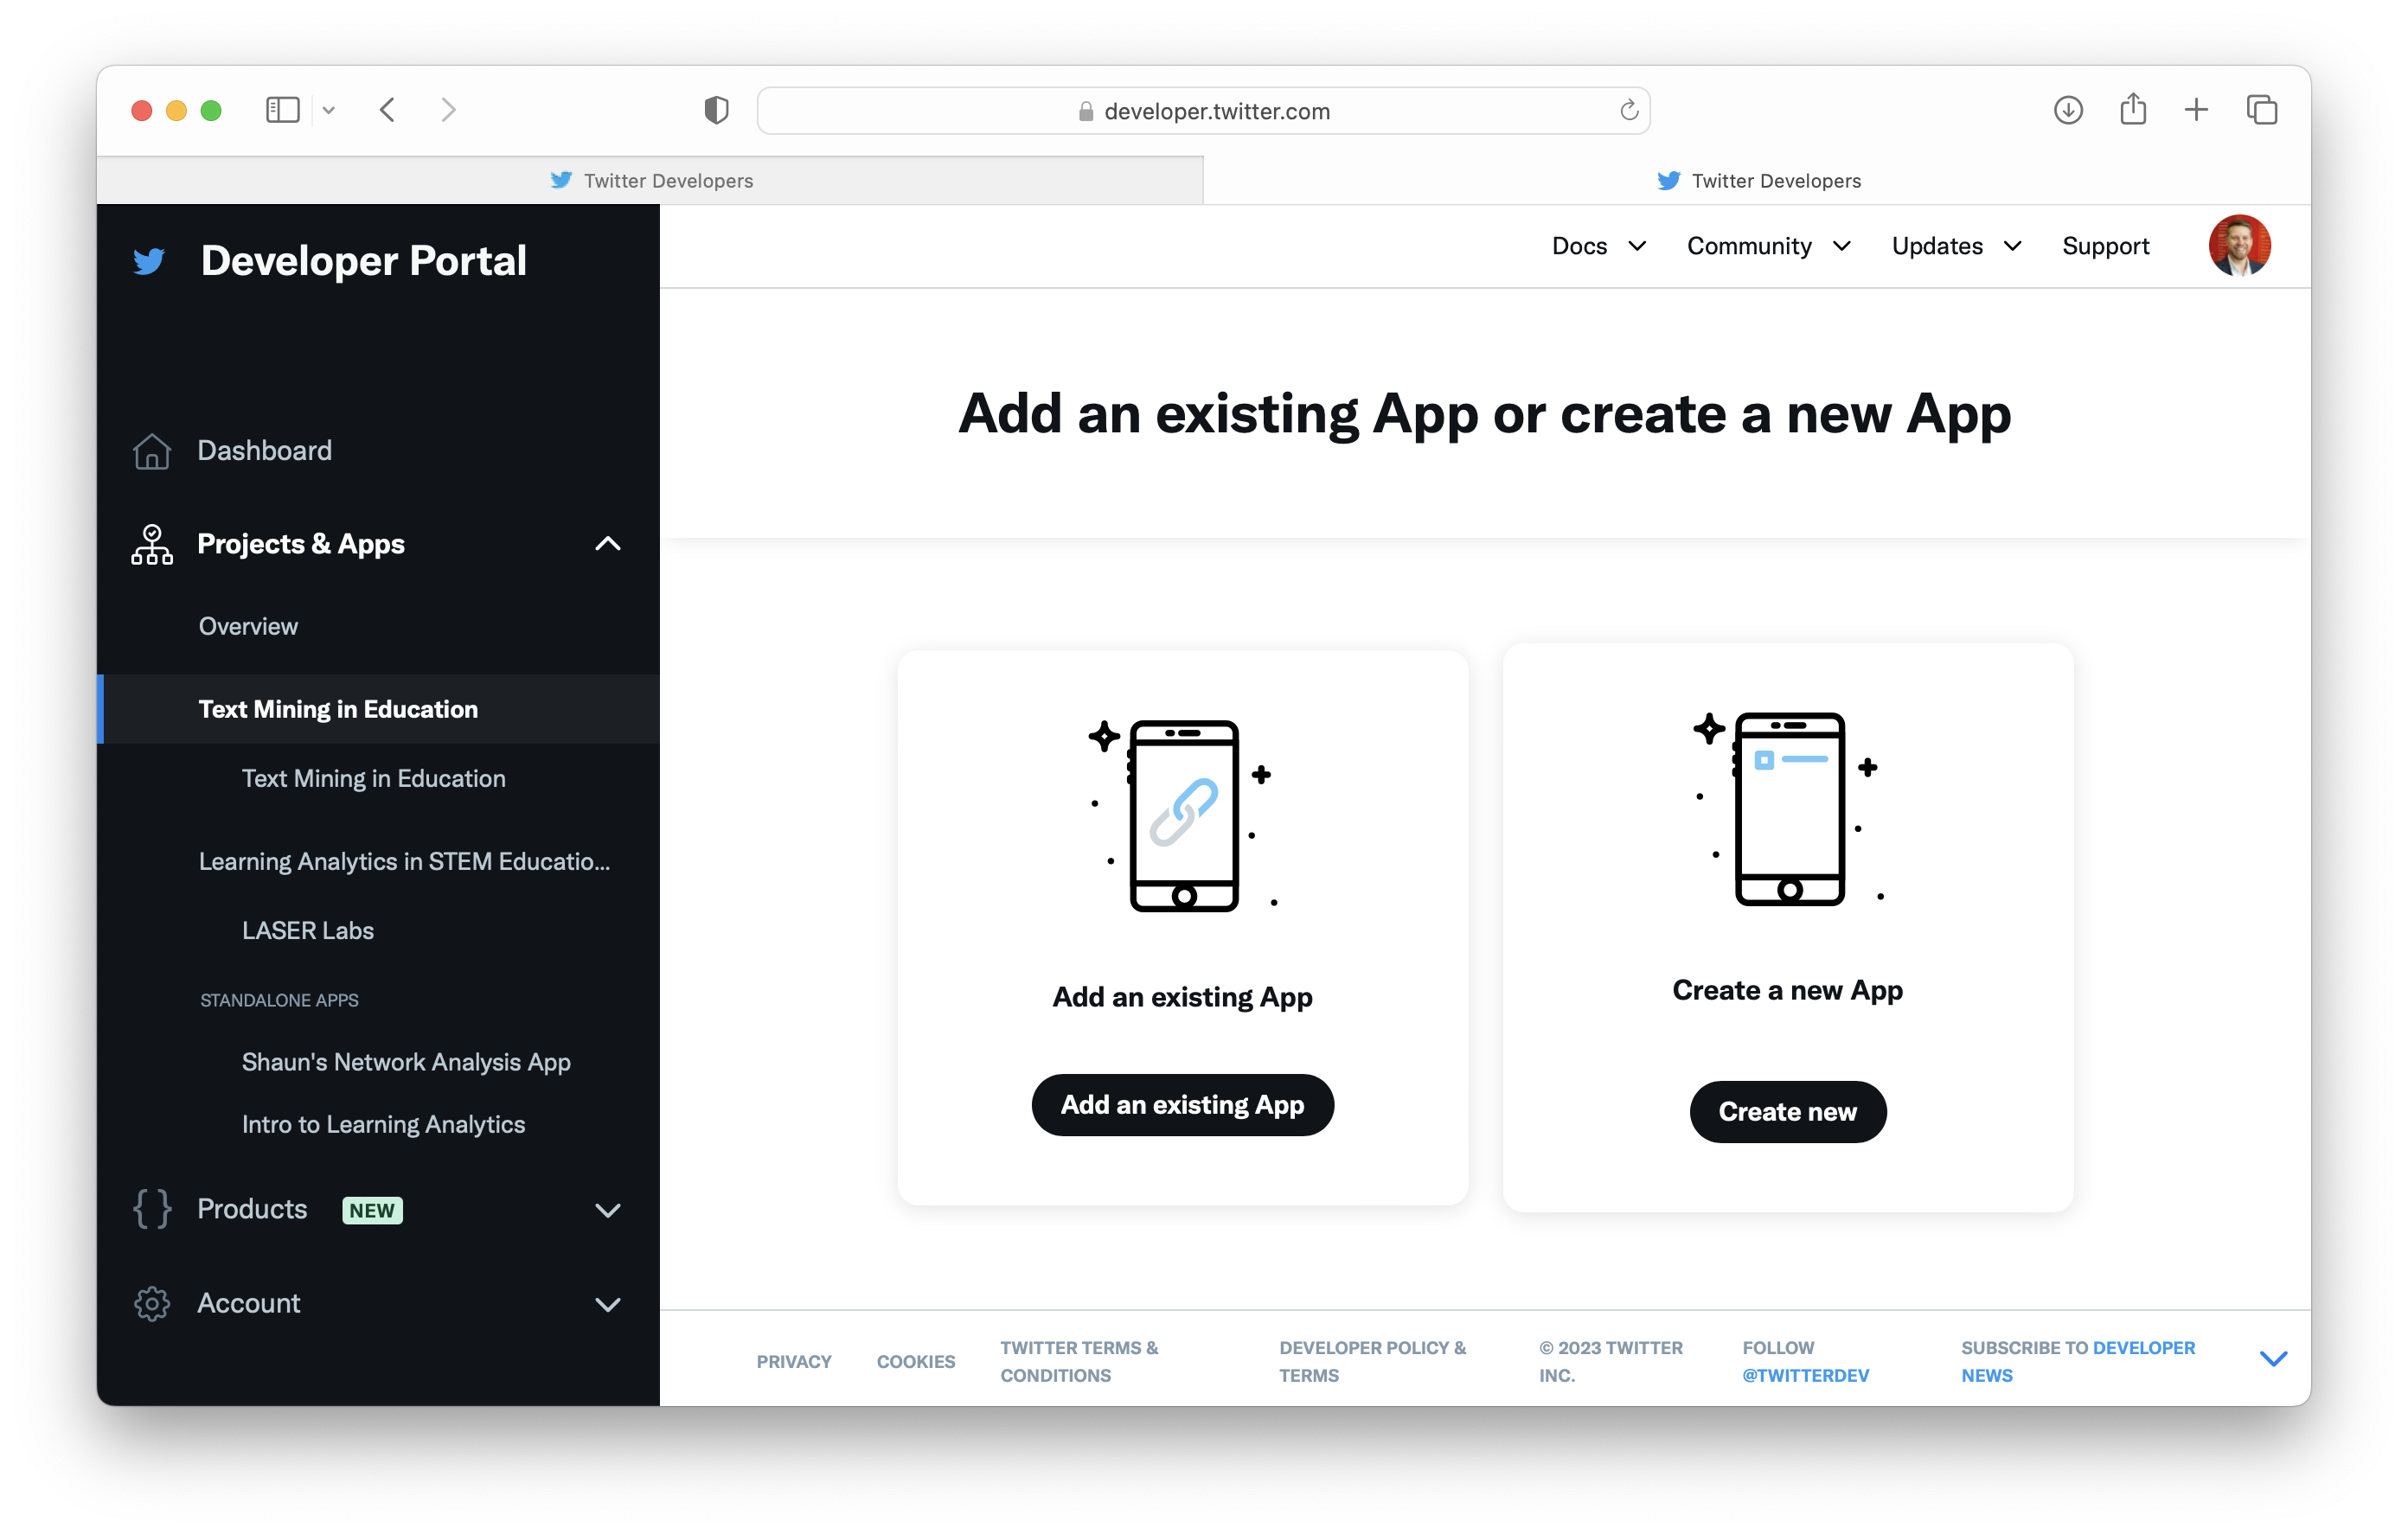 developer.twitter.com
Twitter Developers
Twitter Developers
Developer Portal
Docs
Community
Updates
Support
Dashboard
Projects & Apps
Overview
Text Mining in Education
Text Mining in Education
Learning Analytics in STEM Educatio...
LASER Labs
STANDALONE APPS
Shaun's Network Analysis App
Intro to Learning Analytics
Products NEW
Account
Add an existing App or create a new App
Add an existing App
Add an existing App
Create a new App
Create new
PRIVACY
COOKIES
TWITTER TERMS &
CONDITIONS
DEVELOPER POLICY &
TERMS
© 2023 TWITTER
INC.
FOLLOW
@TWITTERDEV
SUBSCRIBE TO DEVELOPER
NEWS